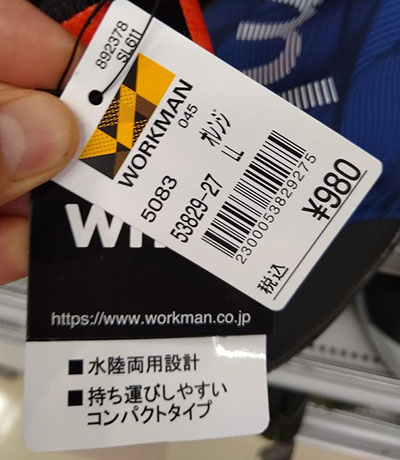 892378
SL611
WORKMAN
045
5083
オレンジ
53829-27
LL
2300053829275
¥980
税込
https://www.workman.co.jp
■水陸両用設計
■持ち運びしやすい
コンパクトタイプ